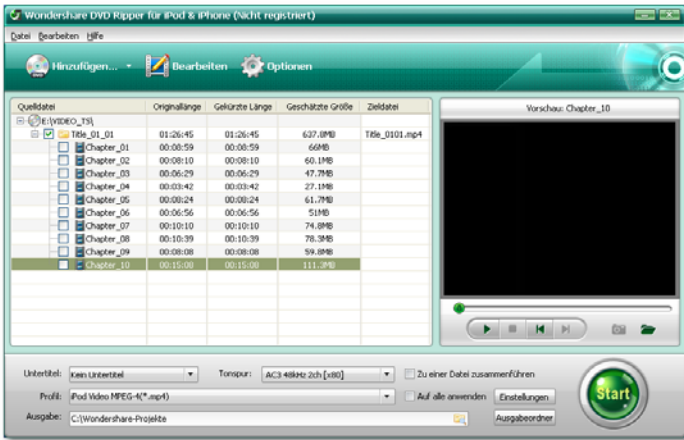 Wondershare DVD Ripper für iPod & iPhone (Nicht registriert)
Datei Bearbeiten Hilfe
Hinzufügen... Bearbeiten Optionen
Quelldatei Originallänge Gekürzte Länge Geschätzte Größe Zieldatei Vorschau: Chapter_10
E:\VIDEO_TS\
Title_01_01 01:26:45 01:26:45 637.8MB Title_0101.mp4
Chapter_01 00:08:59 00:08:59 66MB
Chapter_02 00:08:10 00:08:10 60.1MB
Chapter_03 00:06:29 00:06:29 47.7MB
Chapter_04 00:03:42 00:03:42 27.1MB
Chapter_05 00:08:24 00:08:24 61.7MB
Chapter_06 00:06:56 00:06:56 51MB
Chapter_07 00:10:10 00:10:10 74.8MB
Chapter_08 00:10:39 00:10:39 78.3MB
Chapter_09 00:08:08 00:08:08 59.8MB
Chapter_10 00:15:08 00:15:08 111.3MB
Untertitel: Kein Untertitel Tonspur: AC3 48kHz 2ch [x80] Zu einer Datei zusammenführen
Profil: iPod Video MPEG-4(*.mp4) Auf alle anwenden Einstellungen
Start
Ausgabe: C:\Wondershare-Projekte Ausgabeordner